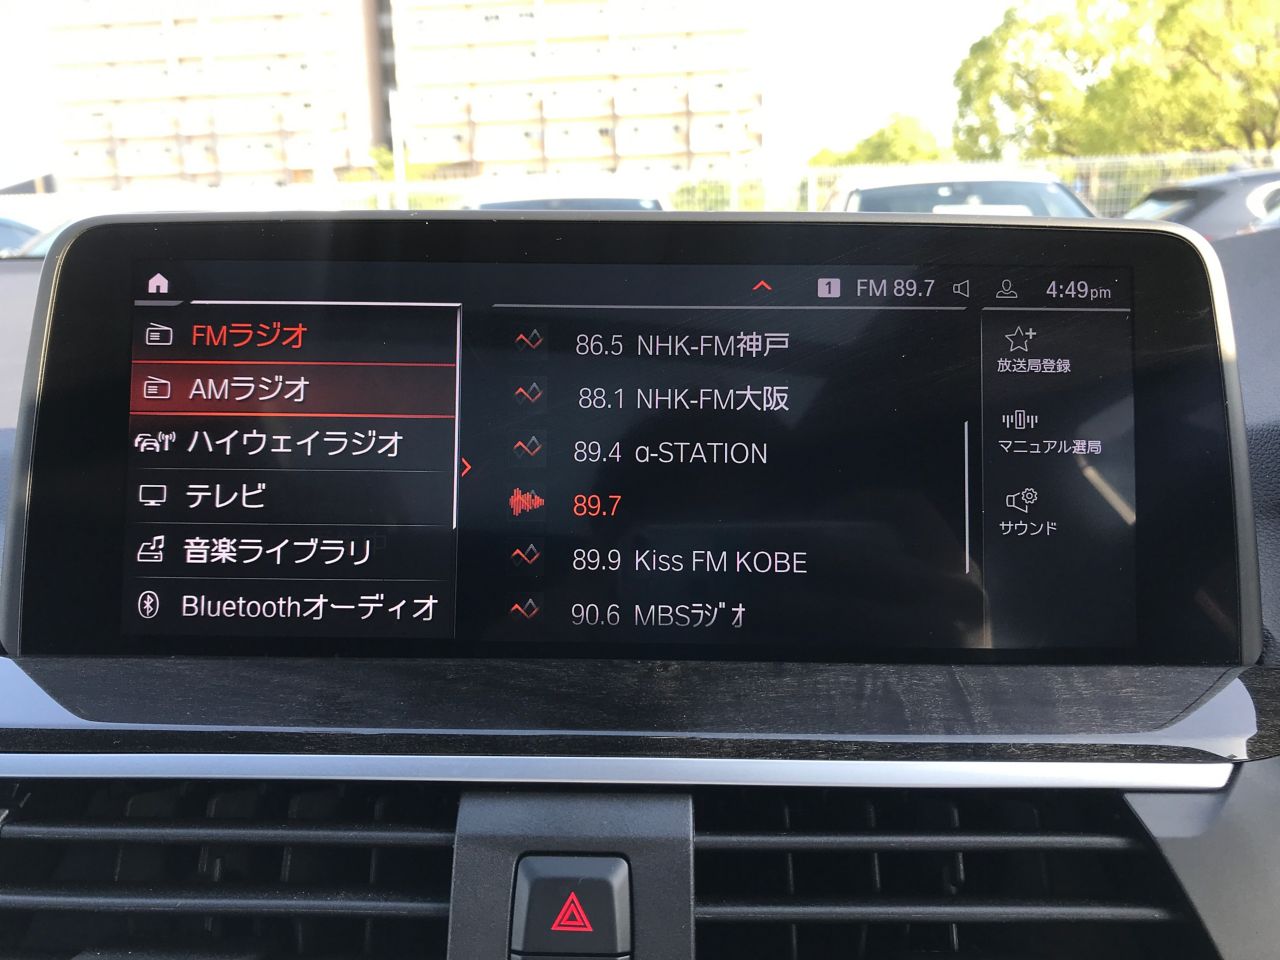 1 FM 89.7 4:49pm
FMラジオ
AMラジオ
ハイウェイラジオ
テレビ
音楽ライブラリ
Bluetoothオーディオ
86.5 NHK-FM神戸
88.1 NHK-FM大阪
89.4 α-STATION
89.7
89.9 Kiss FM KOBE
90.6 MBSﾗｼﾞｵ
放送局登録
マニュアル選局
サウンド